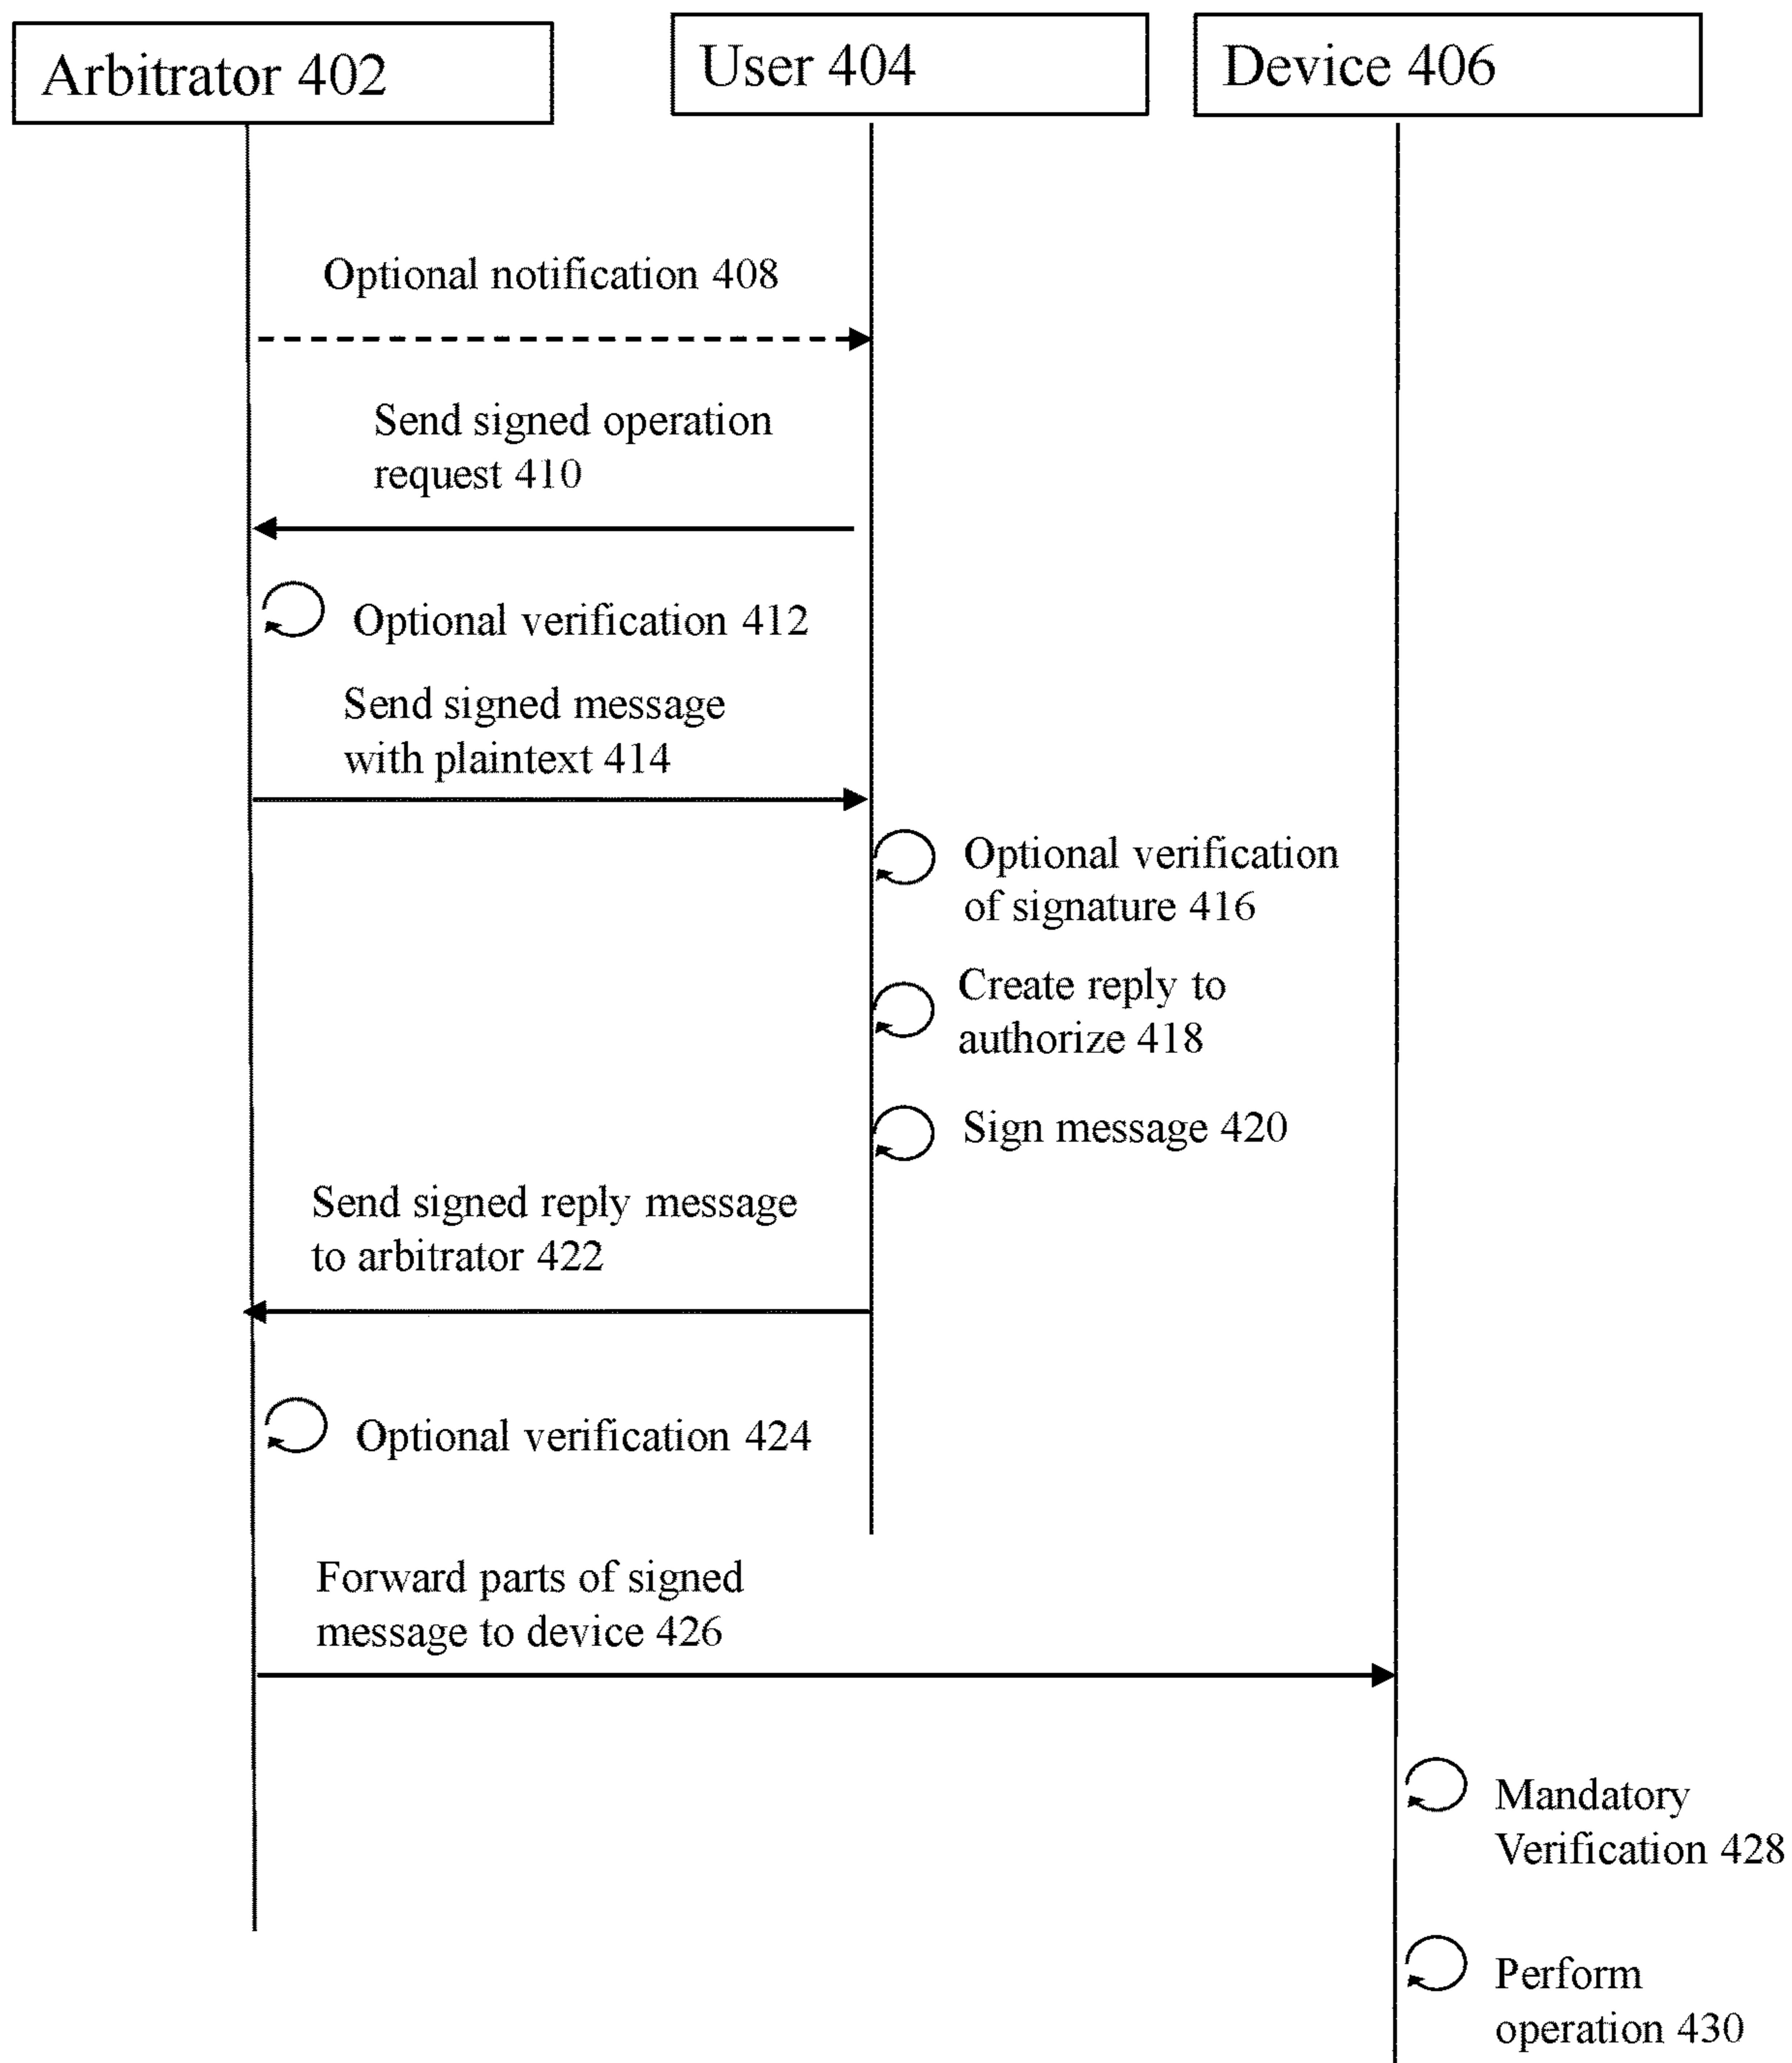 Arbitrator 402
User 404
Device 406
Optional notification 408
Send signed operation
request 410
Optional verification 412
Send signed message
with plaintext 414
Optional verification
of signature 416
Create reply to
authorize 418
Sign message 420
Send signed reply message
to arbitrator 422
Optional verification 424
Forward parts of signed
message to device 426
Mandatory
Verification 428
Perform
operation 430